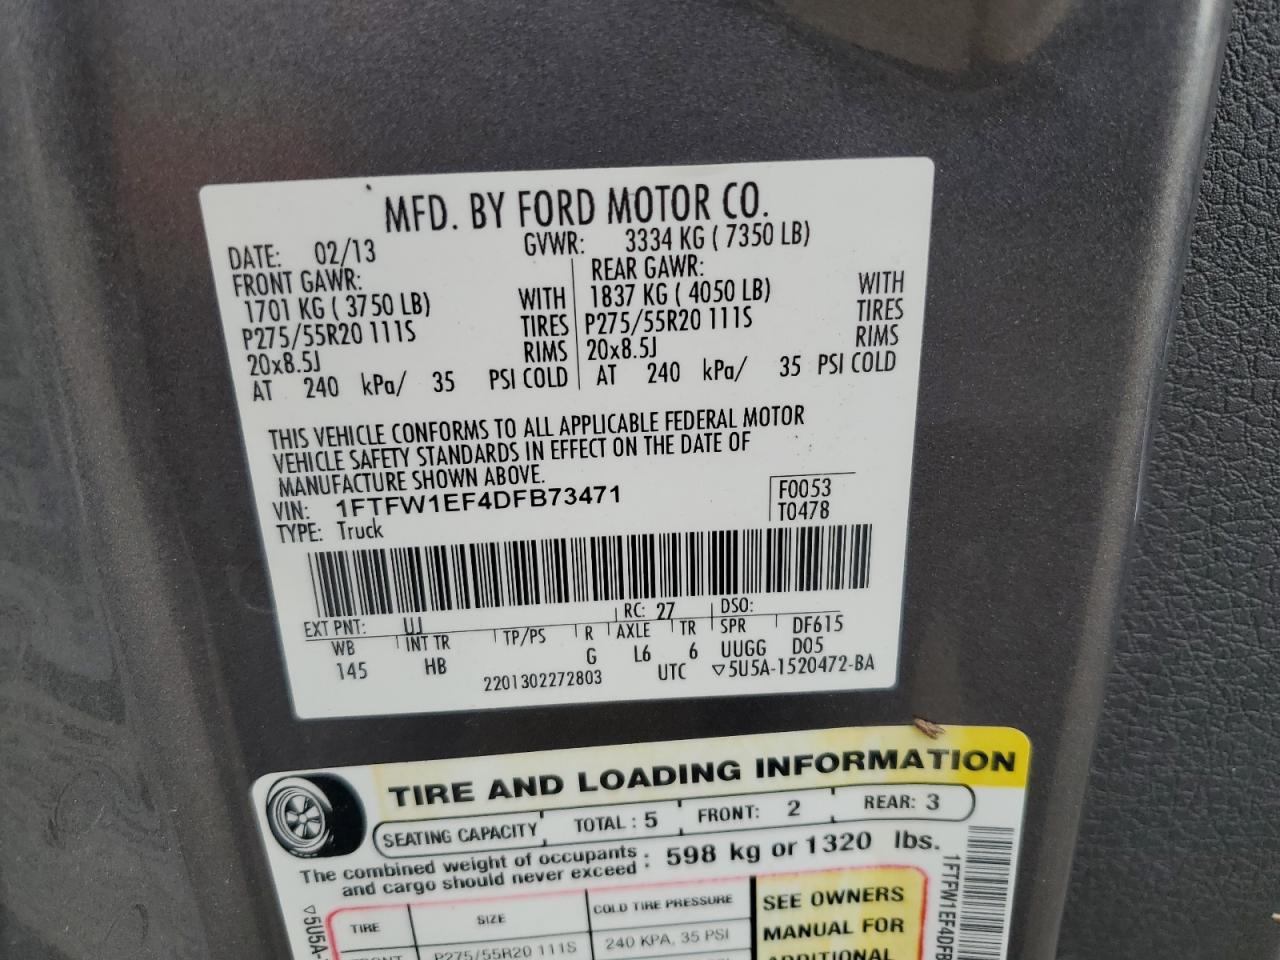 MFD. BY FORD MOTOR CO.
DATE: 02/13 GVWR: 3334 KG ( 7350 LB)
FRONT GAWR: REAR GAWR:
1701 KG ( 3750 LB) WITH 1837 KG ( 4050 LB) WITH
P275/55R20 111S TIRES P275/55R20 111S TIRES
20x8.5J RIMS 20x8.5J RIMS
AT 240 kPa/ 35 PSI COLD AT 240 kPa/ 35 PSI COLD
THIS VEHICLE CONFORMS TO ALL APPLICABLE FEDERAL MOTOR
VEHICLE SAFETY STANDARDS IN EFFECT ON THE DATE OF
MANUFACTURE SHOWN ABOVE.
VIN: 1FTFW1EF4DFB73471 F0053
TYPE: Truck T0478
EXT PNT: UJ RC: 27 DSO:
WB INT TR TP/PS R AXLE TR SPR DF615
145 HB G L6 6 UUGG D05
2201302272803 UTC ▽5U5A-1520472-BA
TIRE AND LOADING INFORMATION
SEATING CAPACITY TOTAL : 5 FRONT: 2 REAR: 3
The combined weight of occupants
and cargo should never exceed : 598 kg or 1320 lbs.
TIRE SIZE COLD TIRE PRESSURE SEE OWNERS
MANUAL FOR
FRONT P275/55R20 111S 240 KPA, 35 PSI
ADDITIONAL
▽5U5A-
1FTFW1EF4DFB